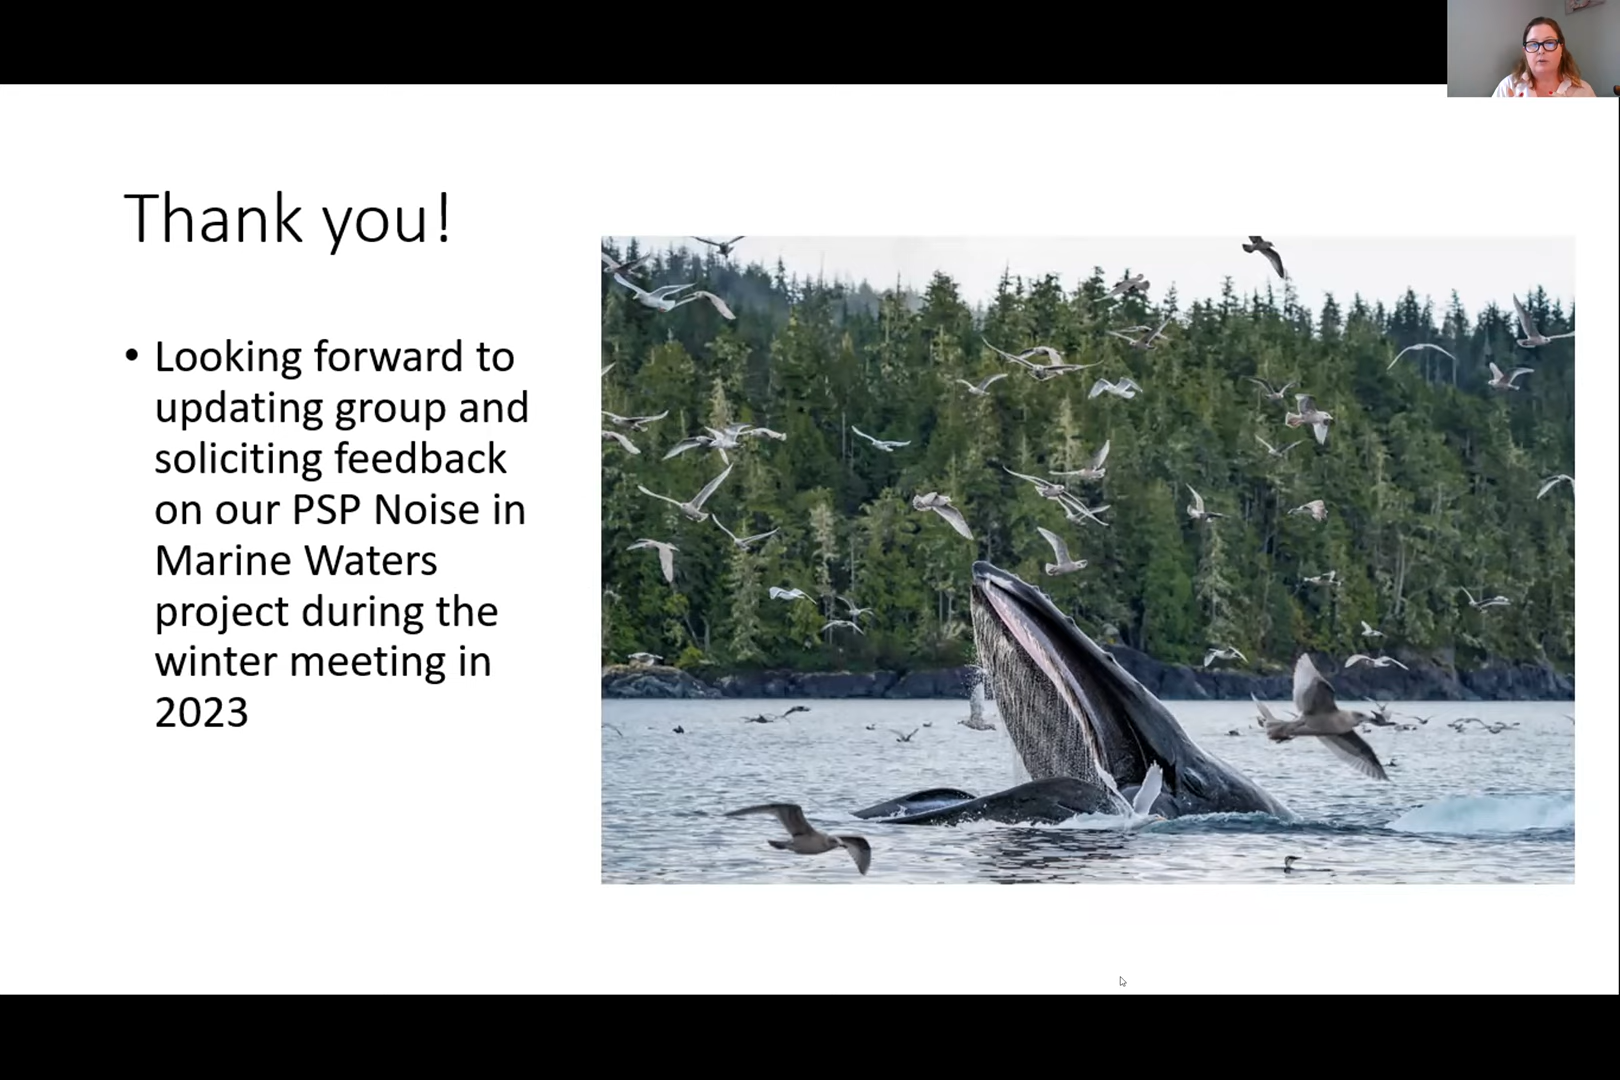 Thank you!
• Looking forward to
updating group and
soliciting feedback
on our PSP Noise in
Marine Waters
project during the
winter meeting in
2023